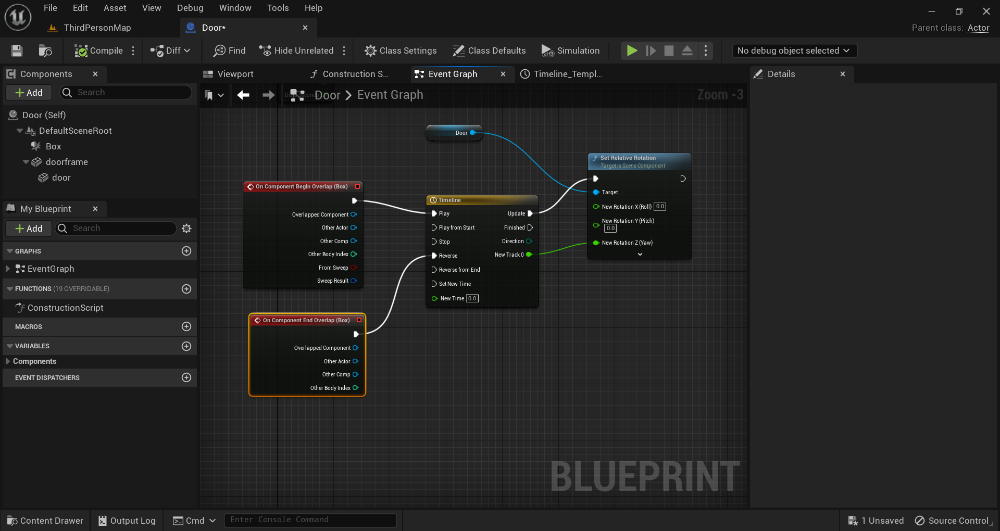 File Edit Asset View Debug Window Tools Help
ThirdPersonMap
Door*
Parent class: Actor
Compile
Diff
Find
Hide Unrelated
Class Settings
Class Defaults
Simulation
No debug object selected
Components
Viewport
Construction S...
Event Graph
Timeline_Templ...
Details
Add
Search
Door > Event Graph
Zoom -3
Door (Self)
DefaultSceneRoot
Box
doorframe
door
My Blueprint
Add
Search
GRAPHS
EventGraph
FUNCTIONS (19 OVERRIDABLE)
ConstructionScript
MACROS
VARIABLES
Components
EVENT DISPATCHERS
Door
Set Relative Rotation
Target is Scene Component
Target
New Rotation X (Roll) 0.0
New Rotation Y (Pitch)
0.0
New Rotation Z (Yaw)
On Component Begin Overlap (Box)
Overlapped Component
Other Actor
Other Comp
Other Body Index
From Sweep
Sweep Result
Timeline
Play Update
Play from Start Finished
Stop Direction
Reverse New Track 0
Reverse from End
Set New Time
New Time 0.0
On Component End Overlap (Box)
Overlapped Component
Other Actor
Other Comp
Other Body Index
BLUEPRINT
Content Drawer
Output Log
Cmd
Enter Console Command
1 Unsaved
Source Control